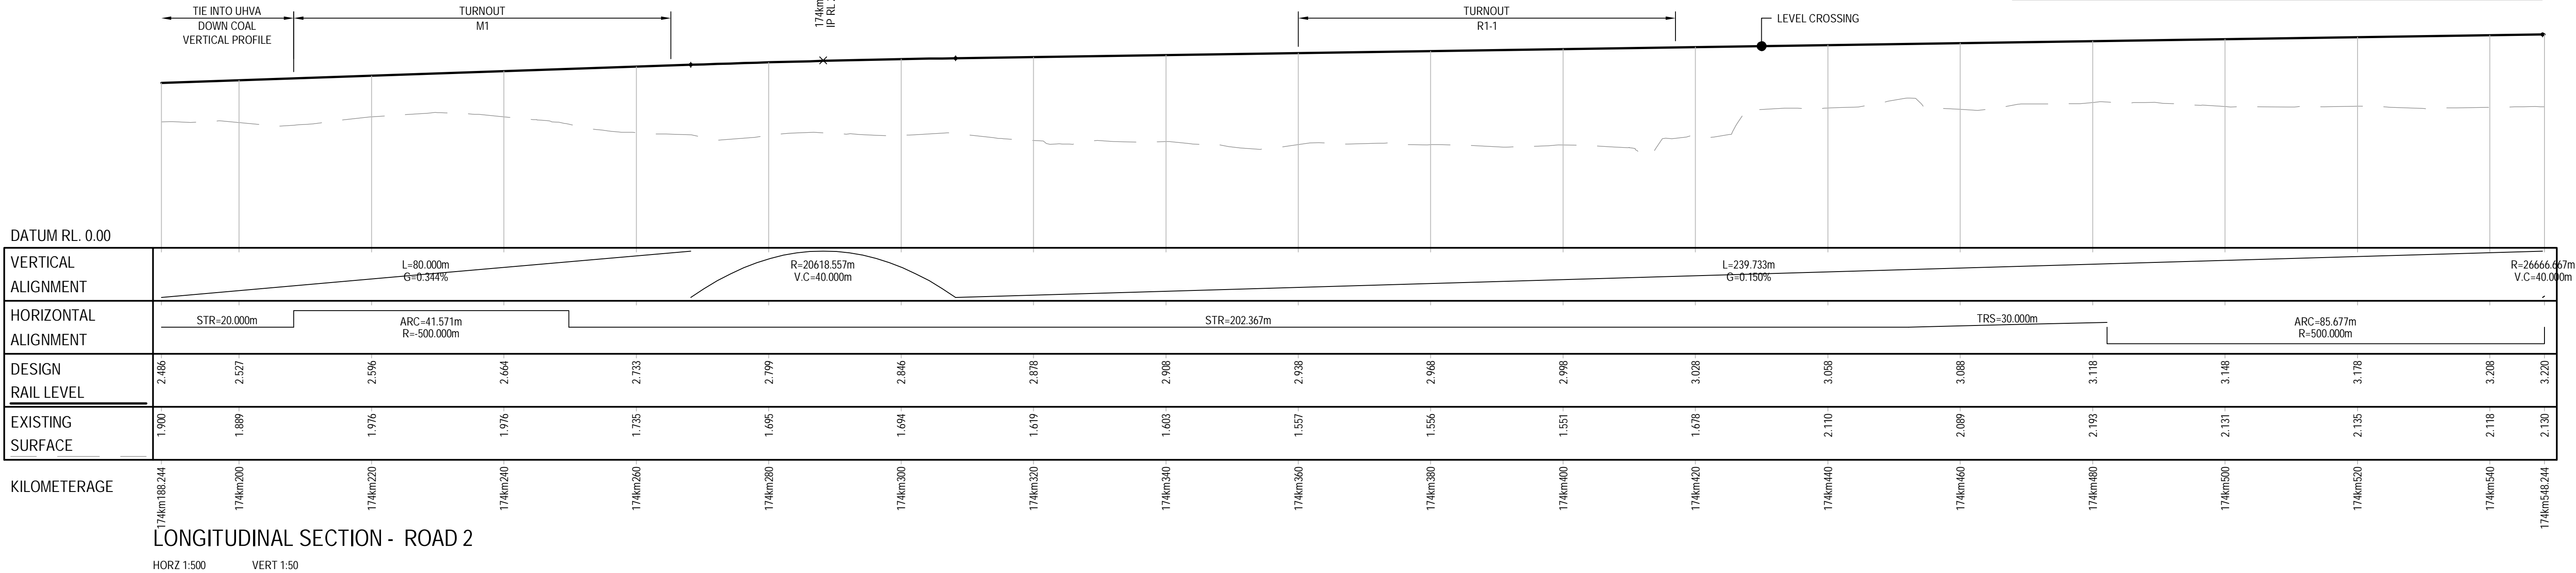 TIE INTO UHVA
DOWN COAL
VERTICAL PROFILE
TURNOUT
M1
174km
IP RL
TURNOUT
R1-1
LEVEL CROSSING
DATUM RL. 0.00
VERTICAL
ALIGNMENT
L=80.000m
G=0.344%
R=20618.557m
V.C=40.000m
L=239.733m
G=0.150%
R=26666.667m
V.C=40.000m
HORIZONTAL
ALIGNMENT
STR=20.000m
ARC=41.571m
R=-500.000m
STR=202.367m
TRS=30.000m
ARC=85.677m
R=500.000m
DESIGN
RAIL LEVEL
2.486 2.527 2.596 2.664 2.733 2.799 2.846 2.878 2.908 2.938 2.968 2.998 3.028 3.058 3.088 3.118 3.148 3.178 3.208 3.220
EXISTING
SURFACE
1.900 1.889 1.976 1.976 1.735 1.695 1.694 1.619 1.603 1.557 1.556 1.551 1.678 2.110 2.089 2.193 2.131 2.135 2.118 2.130
KILOMETERAGE
174km188.244 174km200 174km220 174km240 174km260 174km280 174km300 174km320 174km340 174km360 174km380 174km400 174km420 174km440 174km460 174km480 174km500 174km520 174km540 174km548.244
LONGITUDINAL SECTION - ROAD 2
HORZ 1:500 VERT 1:50